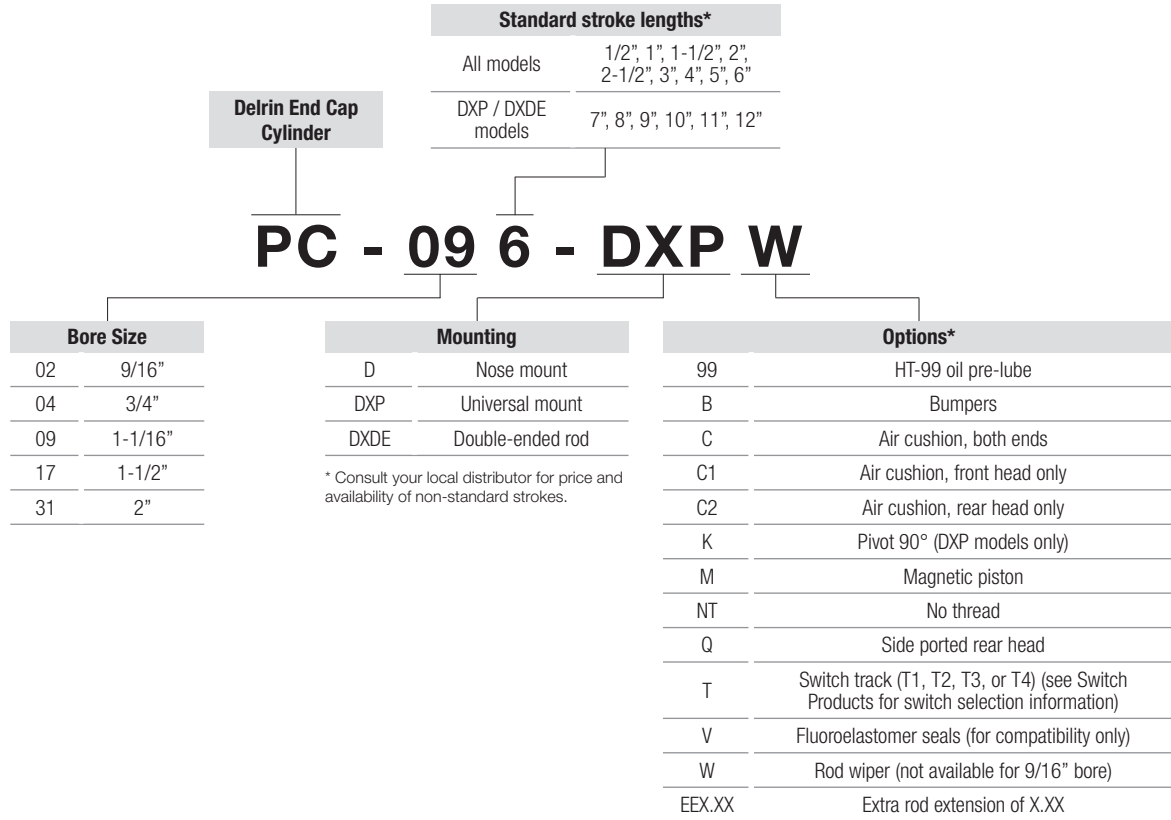 Standard stroke lengths*
All models
1/2”, 1”, 1-1/2”, 2”,
2-1/2”, 3”, 4”, 5”, 6”
DXP / DXDE
models
7”, 8”, 9”, 10”, 11”, 12”
Delrin End Cap
Cylinder
PC - 09 6 - DXP W
Bore Size
02 9/16”
04 3/4”
09 1-1/16”
17 1-1/2”
31 2”
Mounting
D Nose mount
DXP Universal mount
DXDE Double-ended rod
* Consult your local distributor for price and
availability of non-standard strokes.
Options*
99 HT-99 oil pre-lube
B Bumpers
C Air cushion, both ends
C1 Air cushion, front head only
C2 Air cushion, rear head only
K Pivot 90° (DXP models only)
M Magnetic piston
NT No thread
Q Side ported rear head
T Switch track (T1, T2, T3, or T4) (see Switch
Products for switch selection information)
V Fluoroelastomer seals (for compatibility only)
W Rod wiper (not available for 9/16” bore)
EEX.XX Extra rod extension of X.XX